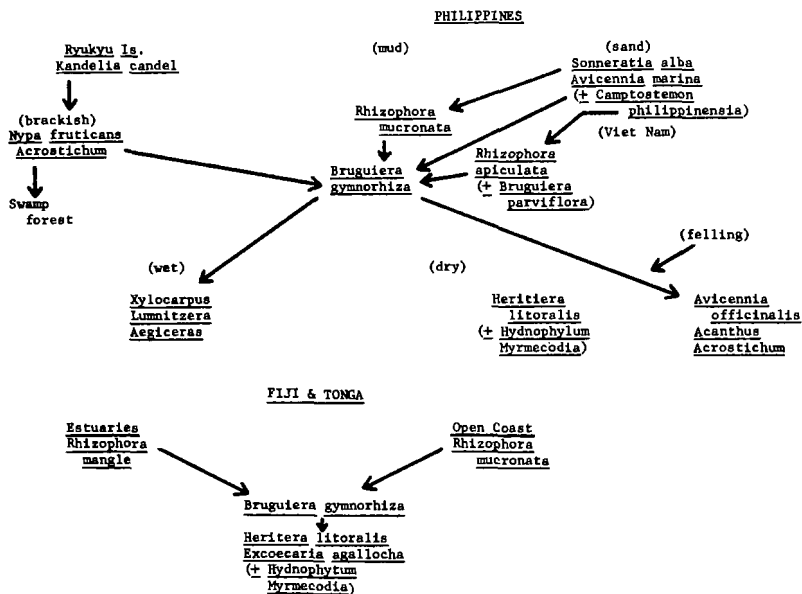 PHILIPPINES
Ryukyu Is.
Kandelia candel
(mud)
(sand)
Sonneratia alba
Avicennia marina
(+ Camptostemon
philippinensia)
(Viet Nam)
(brackish)
Nypa fruticans
Acrostichum
Swamp
forest
Rhizophora
mucronata
Bruguiera
gymnorhiza
Rhizophora
apiculata
(+ Bruguiera
parviflora)
(felling)
(wet)
(dry)
Xylocarpus
Lumnitzera
Aegiceras
Heritiera
litoralis
(+ Hydnophylum
Myrmecodia)
Avicennia
officinalis
Acanthus
Acrostichum
FIJI & TONGA
Estuaries
Rhizophora
mangle
Open Coast
Rhizophora
mucronata
Bruguiera gymnorhiza
Heritera litoralis
Excoecaria agallocha
(+ Hydnophytum
Myrmecodia)